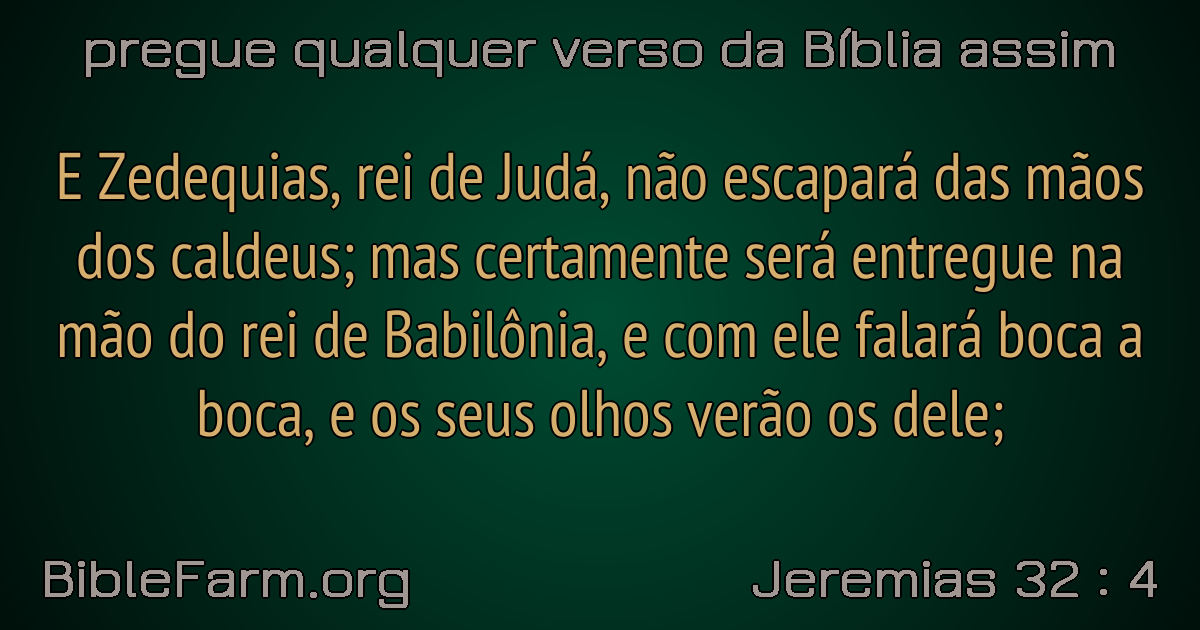 pregue qualquer verso da Bíblia assim
E Zedequias, rei de Judá, não escapará das mãos
dos caldeus; mas certamente será entregue na
mão do rei de Babilônia, e com ele falará boca a
boca, e os seus olhos verão os dele;
BibleFarm.org
Jeremias 32 : 4